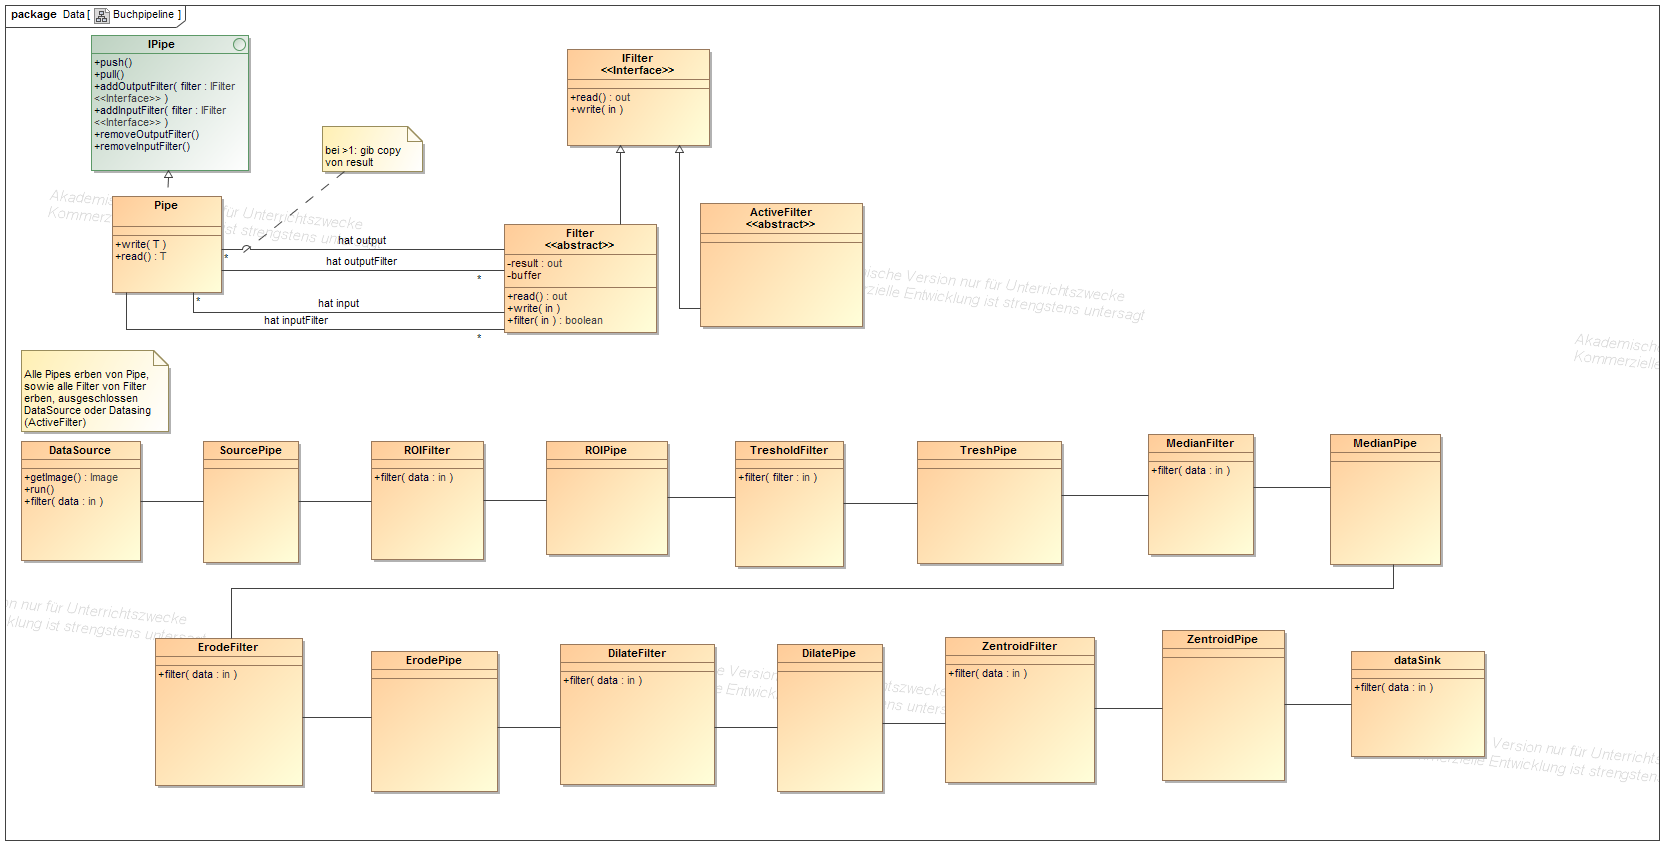 package Data [ Buchpipeline ]
IPipe
+push()
+pull()
+addOutputFilter( filter : IFilter
<<Interface>> )
+addInputFilter( filter : IFilter
<<Interface>> )
+removeOutputFilter()
+removeInputFilter()
IFilter
<<Interface>>
+read() : out
+write( in )
bei >1: gib copy
von result
Pipe
+write( T )
+read() : T
hat output
*
hat outputFilter
*
hat input
*
hat inputFilter
*
Filter
<<abstract>>
-result : out
-buffer
+read() : out
+write( in )
+filter( in ) : boolean
ActiveFilter
<<abstract>>
Alle Pipes erben von Pipe,
sowie alle Filter von Filter
erben, ausgeschlossen
DataSource oder Datasing
(ActiveFilter)
DataSource
+getImage() : Image
+run()
+filter( data : in )
SourcePipe
ROIFilter
+filter( data : in )
ROIPipe
TresholdFilter
+filter( filter : in )
TreshPipe
MedianFilter
+filter( data : in )
MedianPipe
ErodeFilter
+filter( data : in )
ErodePipe
DilateFilter
+filter( data : in )
DilatePipe
ZentroidFilter
+filter( data : in )
ZentroidPipe
dataSink
+filter( data : in )
Akademis
für Unterrichtszwecke
Kommerz
ist strengstens un
ische Version nur für Unterrichtszwecke
zielle Entwicklung ist strengstens untersagt
Akademische
Kommerzielle
n nur für Unterrichtszwecke
klung ist strengstens untersagt
e Version
htszwecke
e Entwick
ns unters
Version nur für Unterrichts
merzielle Entwicklung ist strengstens